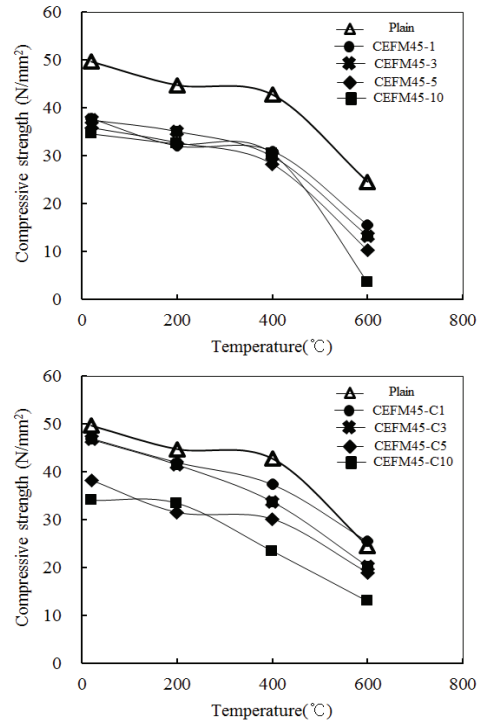 60
50
40
30
20
10
0
Compressive strength (N/mm²)
Plain
CEFM45-1
CEFM45-3
CEFM45-5
CEFM45-10
0 200 400 600 800
Temperature(℃)
60
50
40
30
20
10
0
Compressive strength (N/mm²)
Plain
CEFM45-C1
CEFM45-C3
CEFM45-C5
CEFM45-C10
0 200 400 600 800
Temperature(℃)